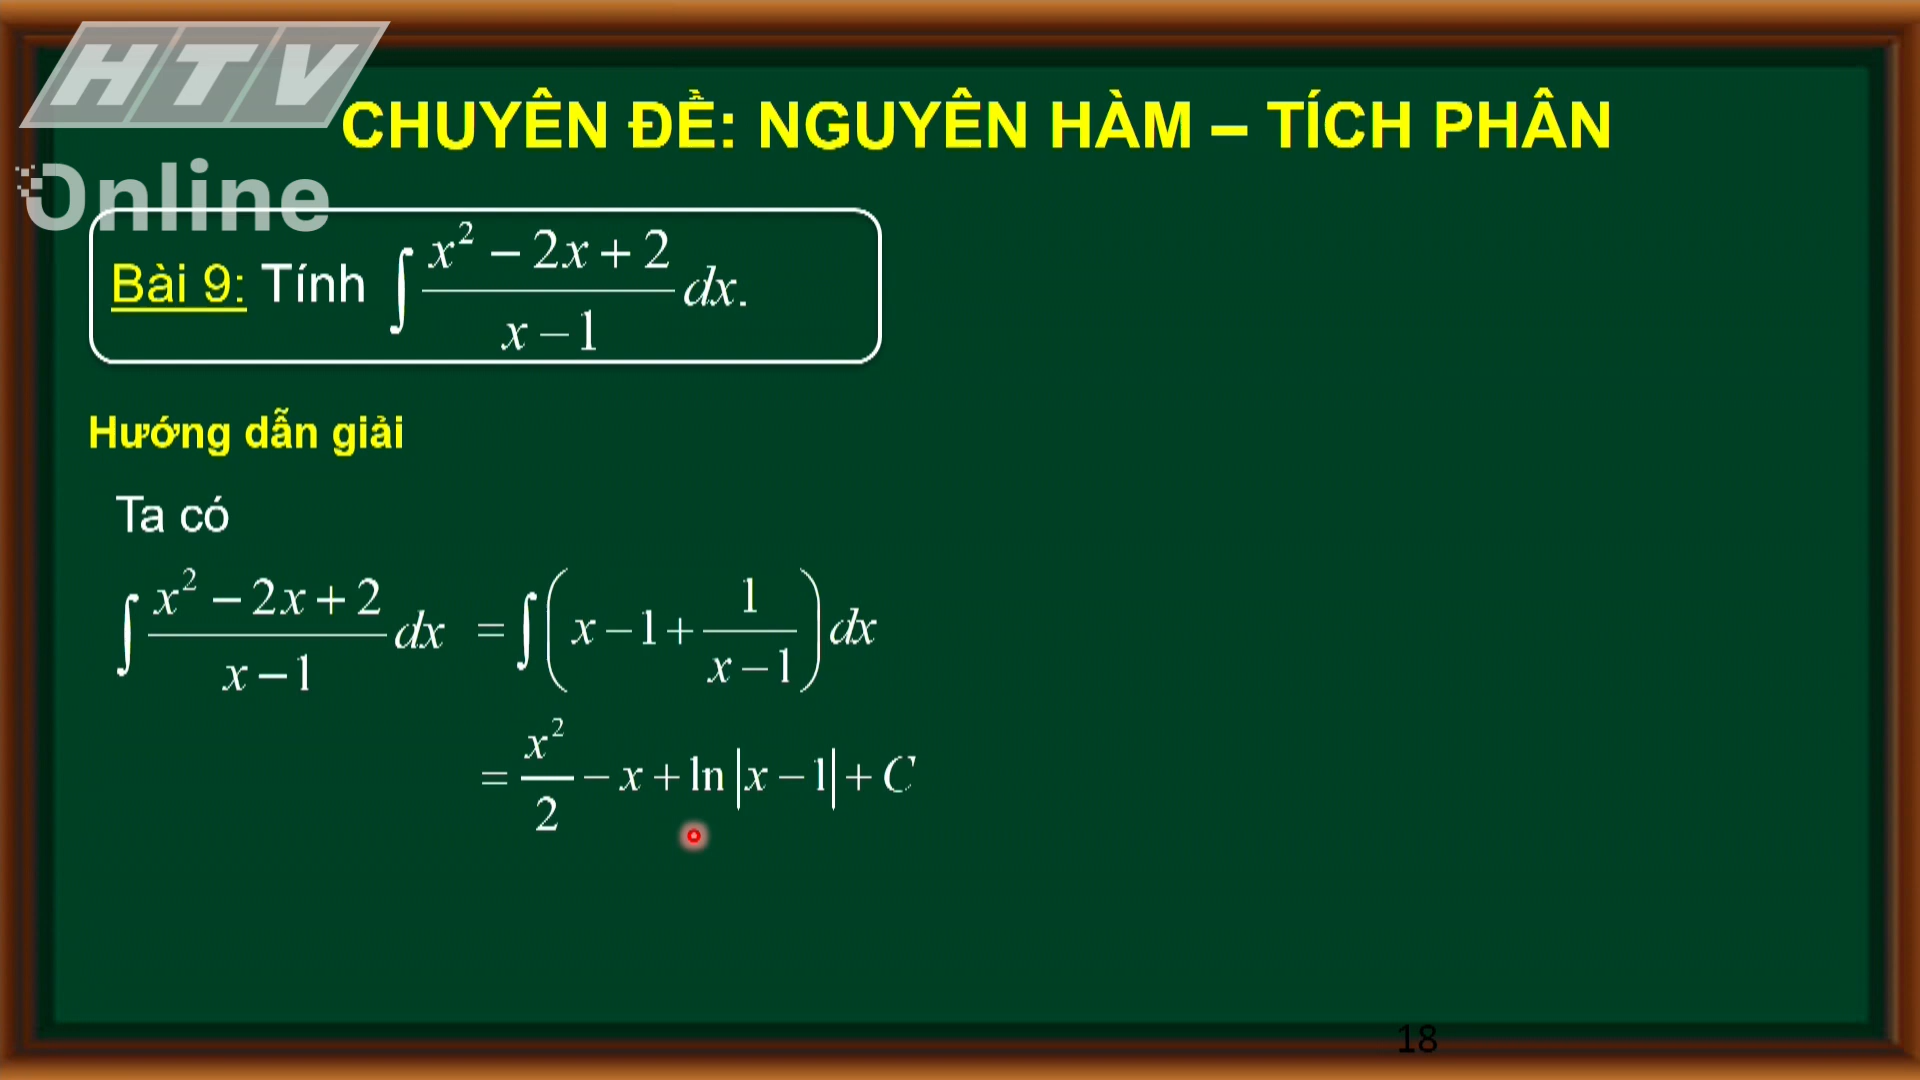 HTV
Online
CHUYÊN ĐỀ: NGUYÊN HÀM – TÍCH PHÂN
Bài 9: Tính ∫ (x² − 2x + 2)/(x − 1) dx.
Hướng dẫn giải
Ta có
∫ (x² − 2x + 2)/(x − 1) dx = ∫ (x − 1 + 1/(x − 1)) dx
= x²/2 − x + ln|x − 1| + C
18